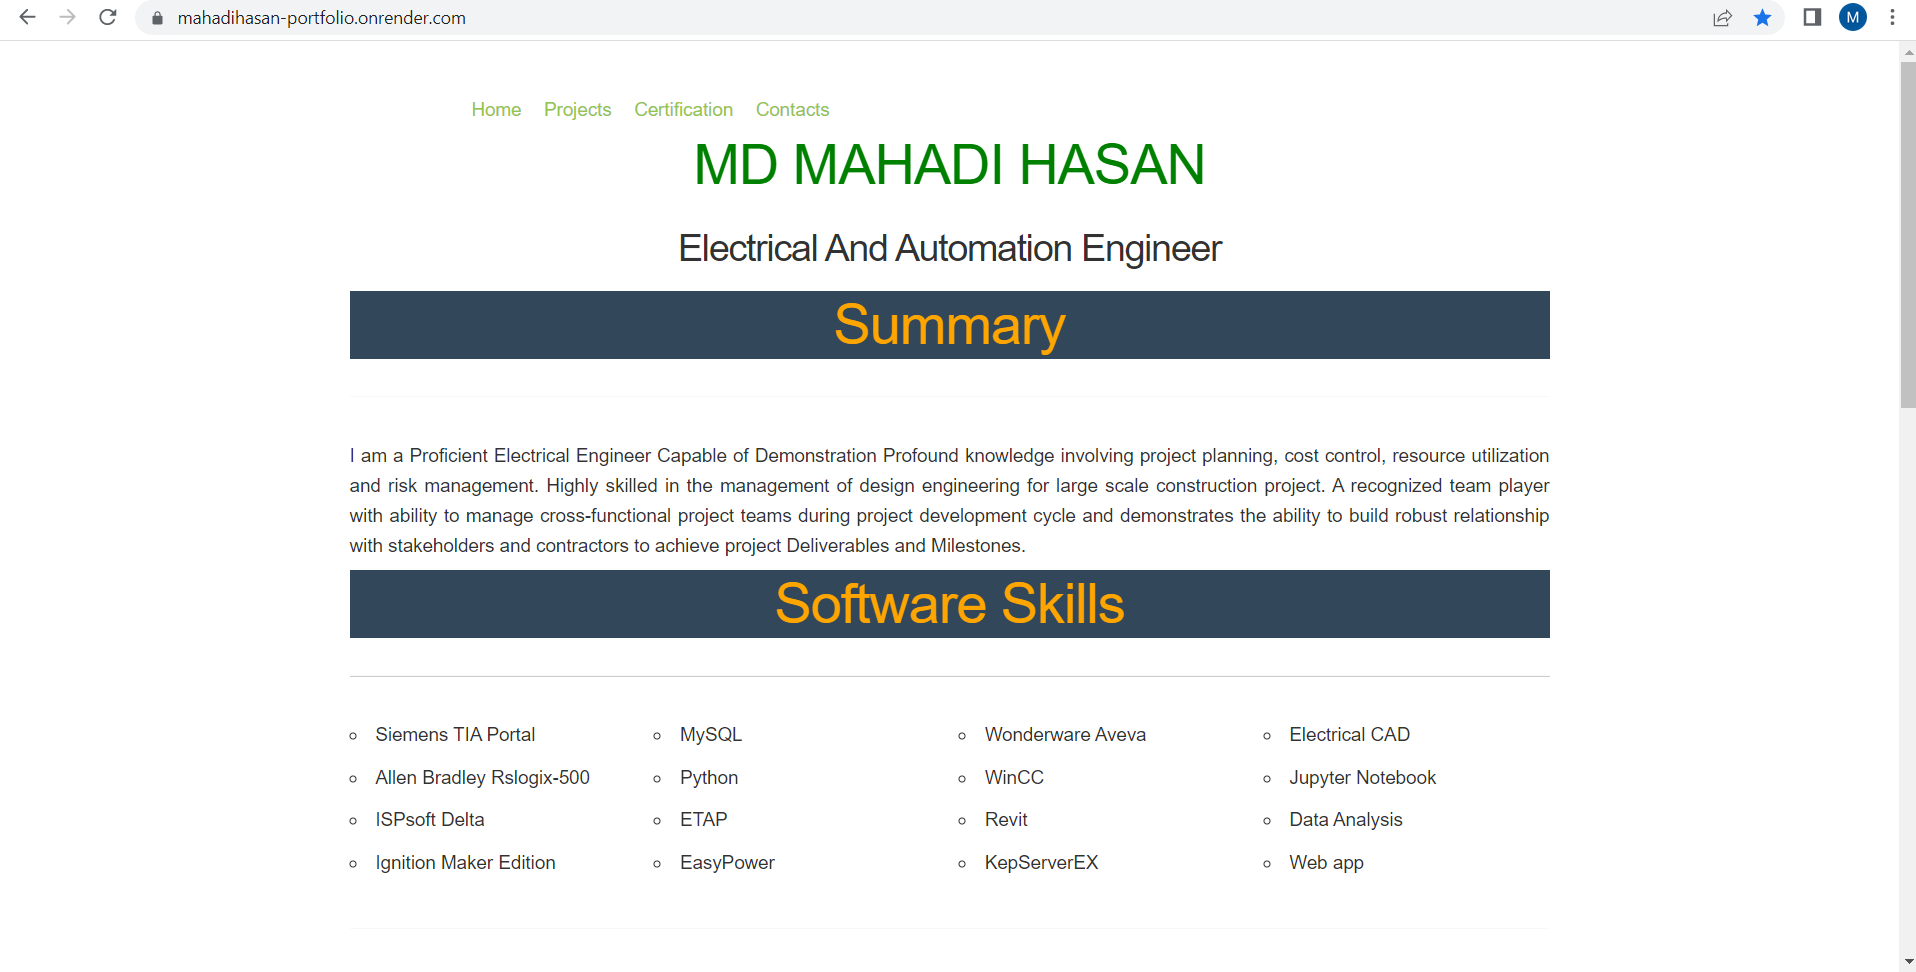 mahadihasan-portfolio.onrender.com
M
Home Projects Certification Contacts
MD MAHADI HASAN
Electrical And Automation Engineer
Summary
I am a Proficient Electrical Engineer Capable of Demonstration Profound knowledge involving project planning, cost control, resource utilization
and risk management. Highly skilled in the management of design engineering for large scale construction project. A recognized team player
with ability to manage cross-functional project teams during project development cycle and demonstrates the ability to build robust relationship
with stakeholders and contractors to achieve project Deliverables and Milestones.
Software Skills
Siemens TIA Portal
Allen Bradley Rslogix-500
ISPsoft Delta
Ignition Maker Edition
MySQL
Python
ETAP
EasyPower
Wonderware Aveva
WinCC
Revit
KepServerEX
Electrical CAD
Jupyter Notebook
Data Analysis
Web app